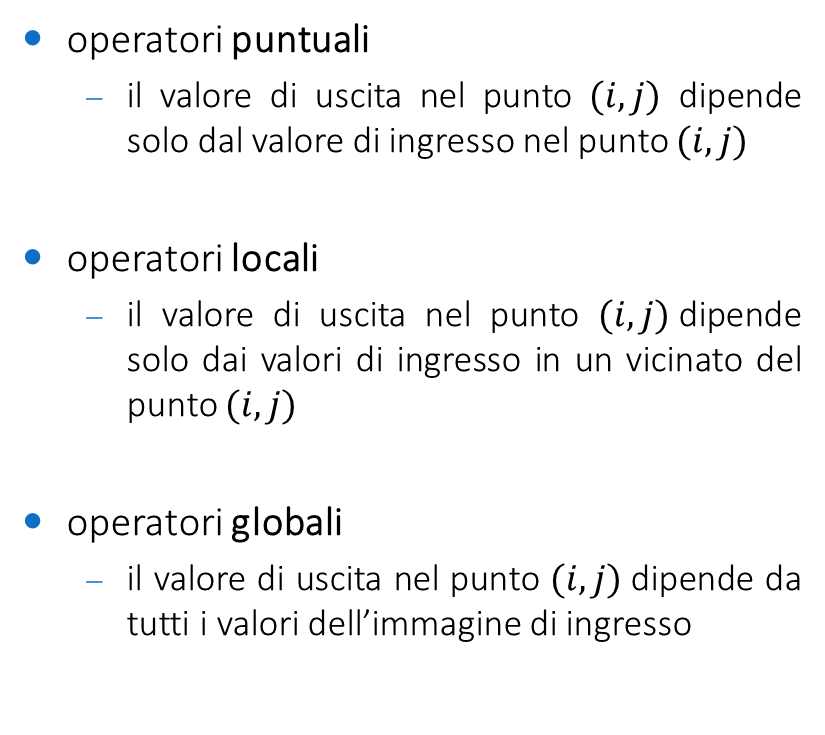 • operatori puntuali
– il valore di uscita nel punto (i,j) dipende
solo dal valore di ingresso nel punto (i,j)
• operatori locali
– il valore di uscita nel punto (i,j) dipende
solo dai valori di ingresso in un vicinato del
punto (i,j)
• operatori globali
– il valore di uscita nel punto (i,j) dipende da
tutti i valori dell’immagine di ingresso